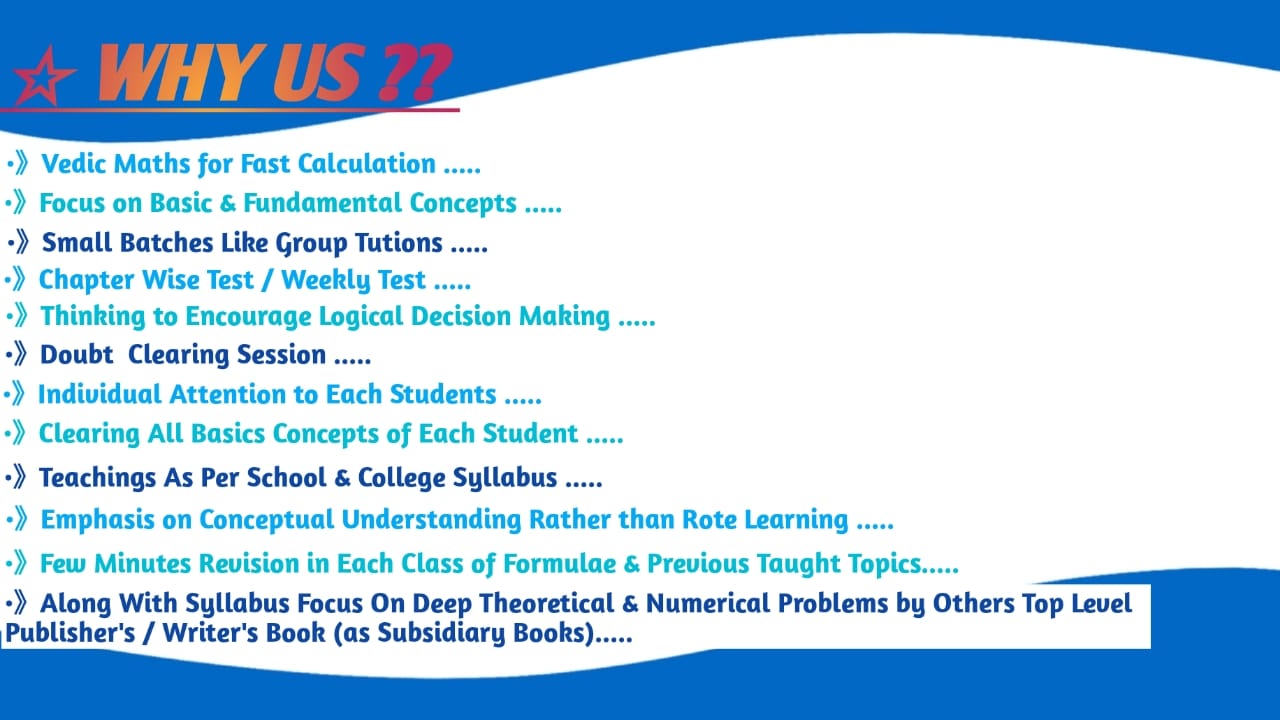 WHY US ??
•》Vedic Maths for Fast Calculation .....
•》Focus on Basic & Fundamental Concepts .....
•》Small Batches Like Group Tutions .....
•》Chapter Wise Test / Weekly Test .....
•》Thinking to Encourage Logical Decision Making .....
•》Doubt Clearing Session .....
•》Individual Attention to Each Students .....
•》Clearing All Basics Concepts of Each Student .....
•》Teachings As Per School & College Syllabus .....
•》Emphasis on Conceptual Understanding Rather than Rote Learning .....
•》Few Minutes Revision in Each Class of Formulae & Previous Taught Topics.....
•》Along With Syllabus Focus On Deep Theoretical & Numerical Problems by Others Top Level
Publisher's / Writer's Book (as Subsidiary Books).....